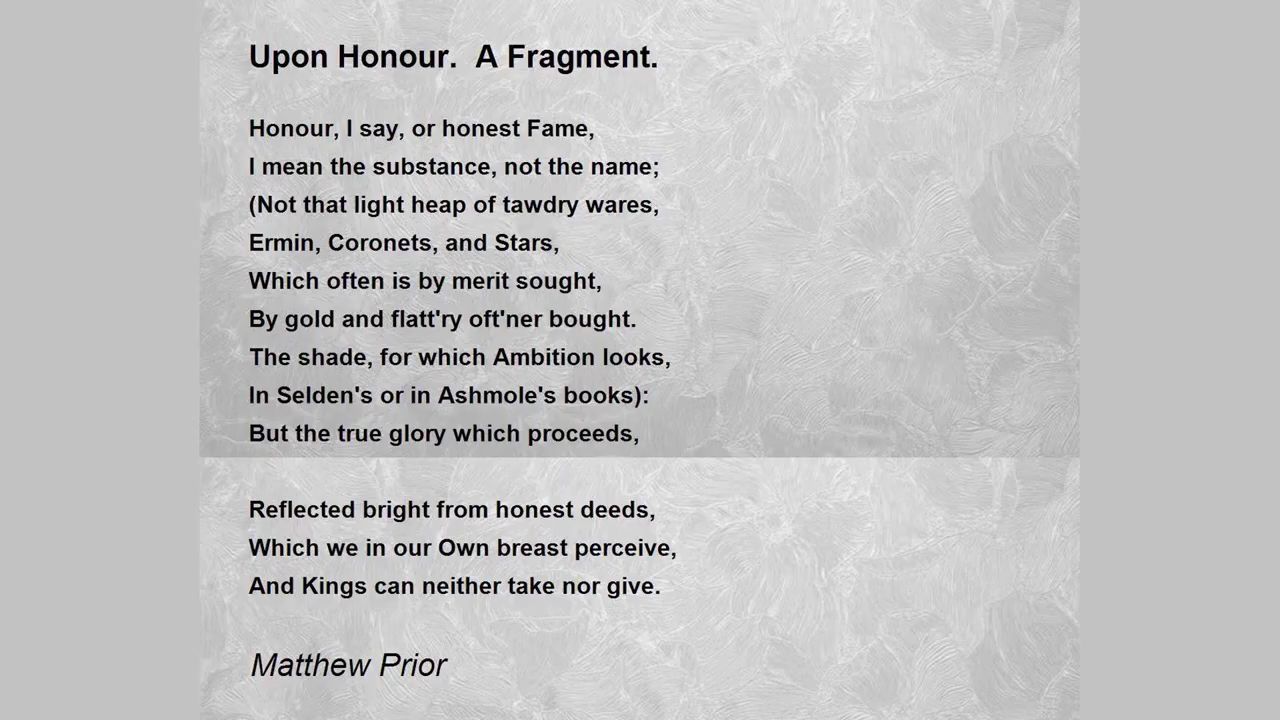 Upon Honour.  A Fragment.
Honour, I say, or honest Fame,
I mean the substance, not the name;
(Not that light heap of tawdry wares,
Ermin, Coronets, and Stars,
Which often is by merit sought,
By gold and flatt'ry oft'ner bought.
The shade, for which Ambition looks,
In Selden's or in Ashmole's books):
But the true glory which proceeds,
Reflected bright from honest deeds,
Which we in our Own breast perceive,
And Kings can neither take nor give.
Matthew Prior